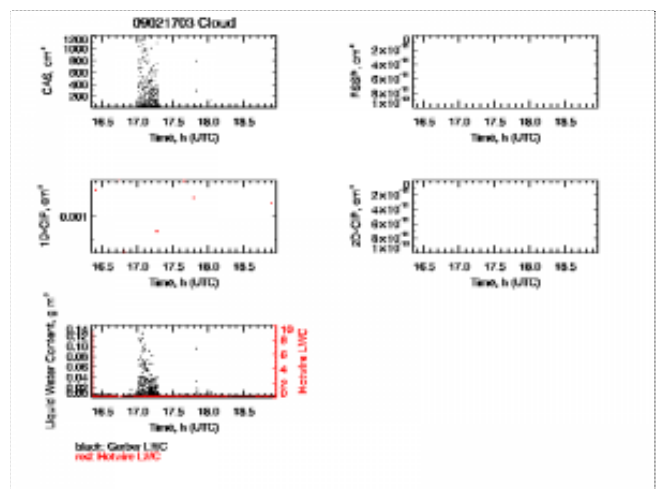 09021703 Cloud
CAS, cm⁻³
1200
1000
800
600
400
200
16.5 17.0 17.5 18.0 18.5
Time, h (UTC)
FSSP, cm⁻³
0
16.5 17.0 17.5 18.0 18.5
Time, h (UTC)
1D-CIP, cm⁻³
0.001
16.5 17.0 17.5 18.0 18.5
Time, h (UTC)
2D-CIP, cm⁻³
0
16.5 17.0 17.5 18.0 18.5
Time, h (UTC)
Liquid Water Content, g m⁻³
0.14
0.10
0.08
0.06
0.04
0.02
0.00
10
8
6
4
2
0
Hotwire LWC
16.5 17.0 17.5 18.0 18.5
Time, h (UTC)
black: Gerber LWC
red: Hotwire LWC